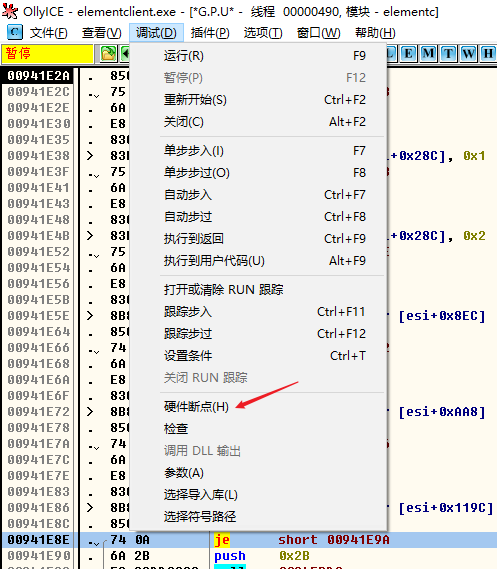 OllyICE - elementclient.exe - [*G.P.U* - 线程 00000490, 模块 - elementc]
C 文件(F) 查看(V) 调试(D) 插件(P) 选项(T) 窗口(W) 帮助(H)
暂停 L E M T W H
运行(R) F9
暂停(P) F12
重新开始(S) Ctrl+F2
关闭(C) Alt+F2
单步步入(I) F7
单步步过(O) F8
自动步入 Ctrl+F7
自动步过 Ctrl+F8
执行到返回 Ctrl+F9
执行到用户代码(U) Alt+F9
打开或清除 RUN 跟踪
跟踪步入 Ctrl+F11
跟踪步过 Ctrl+F12
设置条件 Ctrl+T
关闭 RUN 跟踪
硬件断点(H)
检查
调用 DLL 输出
参数(A)
选择导入库(L)
选择符号路径
00941E2A . 850
00941E2C . 75
00941E2E . 6A
00941E30 . E8
00941E35 . 830
00941E38 > 83B +0x28C], 0x1
00941E3F . 75
00941E41 . 6A
00941E43 . E8
00941E48 . 830
00941E4B > 83B +0x28C], 0x2
00941E52 . 75
00941E54 . 6A
00941E56 . E8
00941E5B . 830
00941E5E > 8B8 [esi+0x8EC]
00941E64 . 850
00941E66 . 74
00941E68 . 6A
00941E6A . E8
00941E6F . 830
00941E72 > 8B8 [esi+0xAA8]
00941E78 . 850
00941E7A . 74
00941E7C . 6A
00941E7E . E8
00941E83 . 830
00941E86 > 8B8 [esi+0x119C]
00941E8C . 850
00941E8E . 74 0A je short 00941E9A
00941E90 . 6A 2B push 0x2B